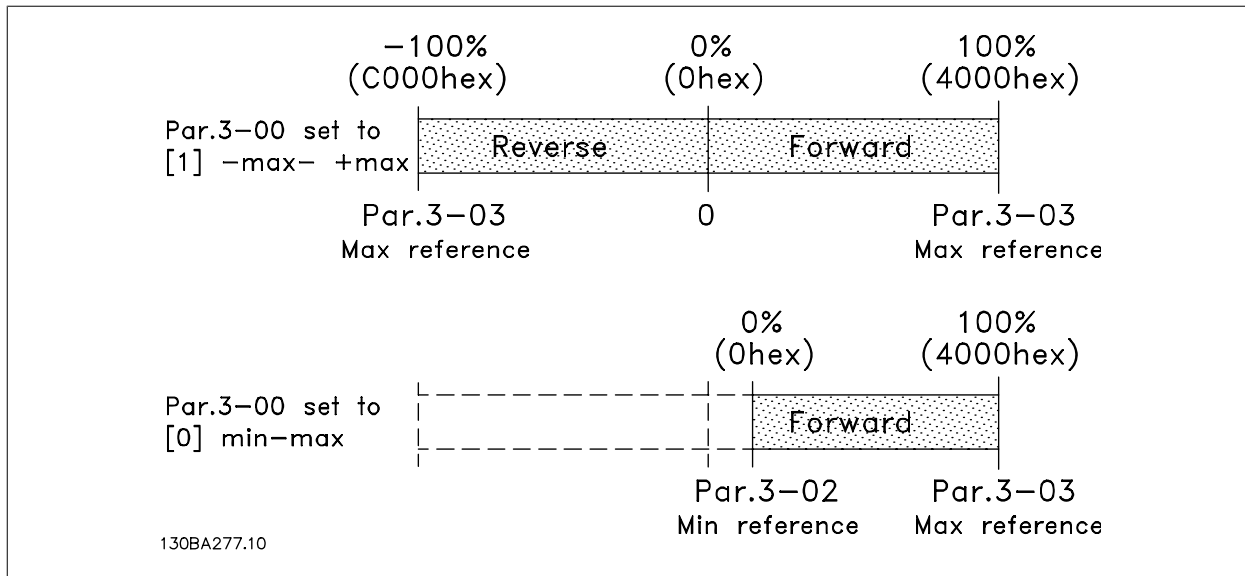 -100% 0% 100%
(C000hex) (0hex) (4000hex)
Par.3-00 set to
[1] -max- +max
Reverse Forward
Par.3-03 0 Par.3-03
Max reference Max reference
0% 100%
(0hex) (4000hex)
Par.3-00 set to
[0] min-max
Forward
Par.3-02 Par.3-03
Min reference Max reference
130BA277.10